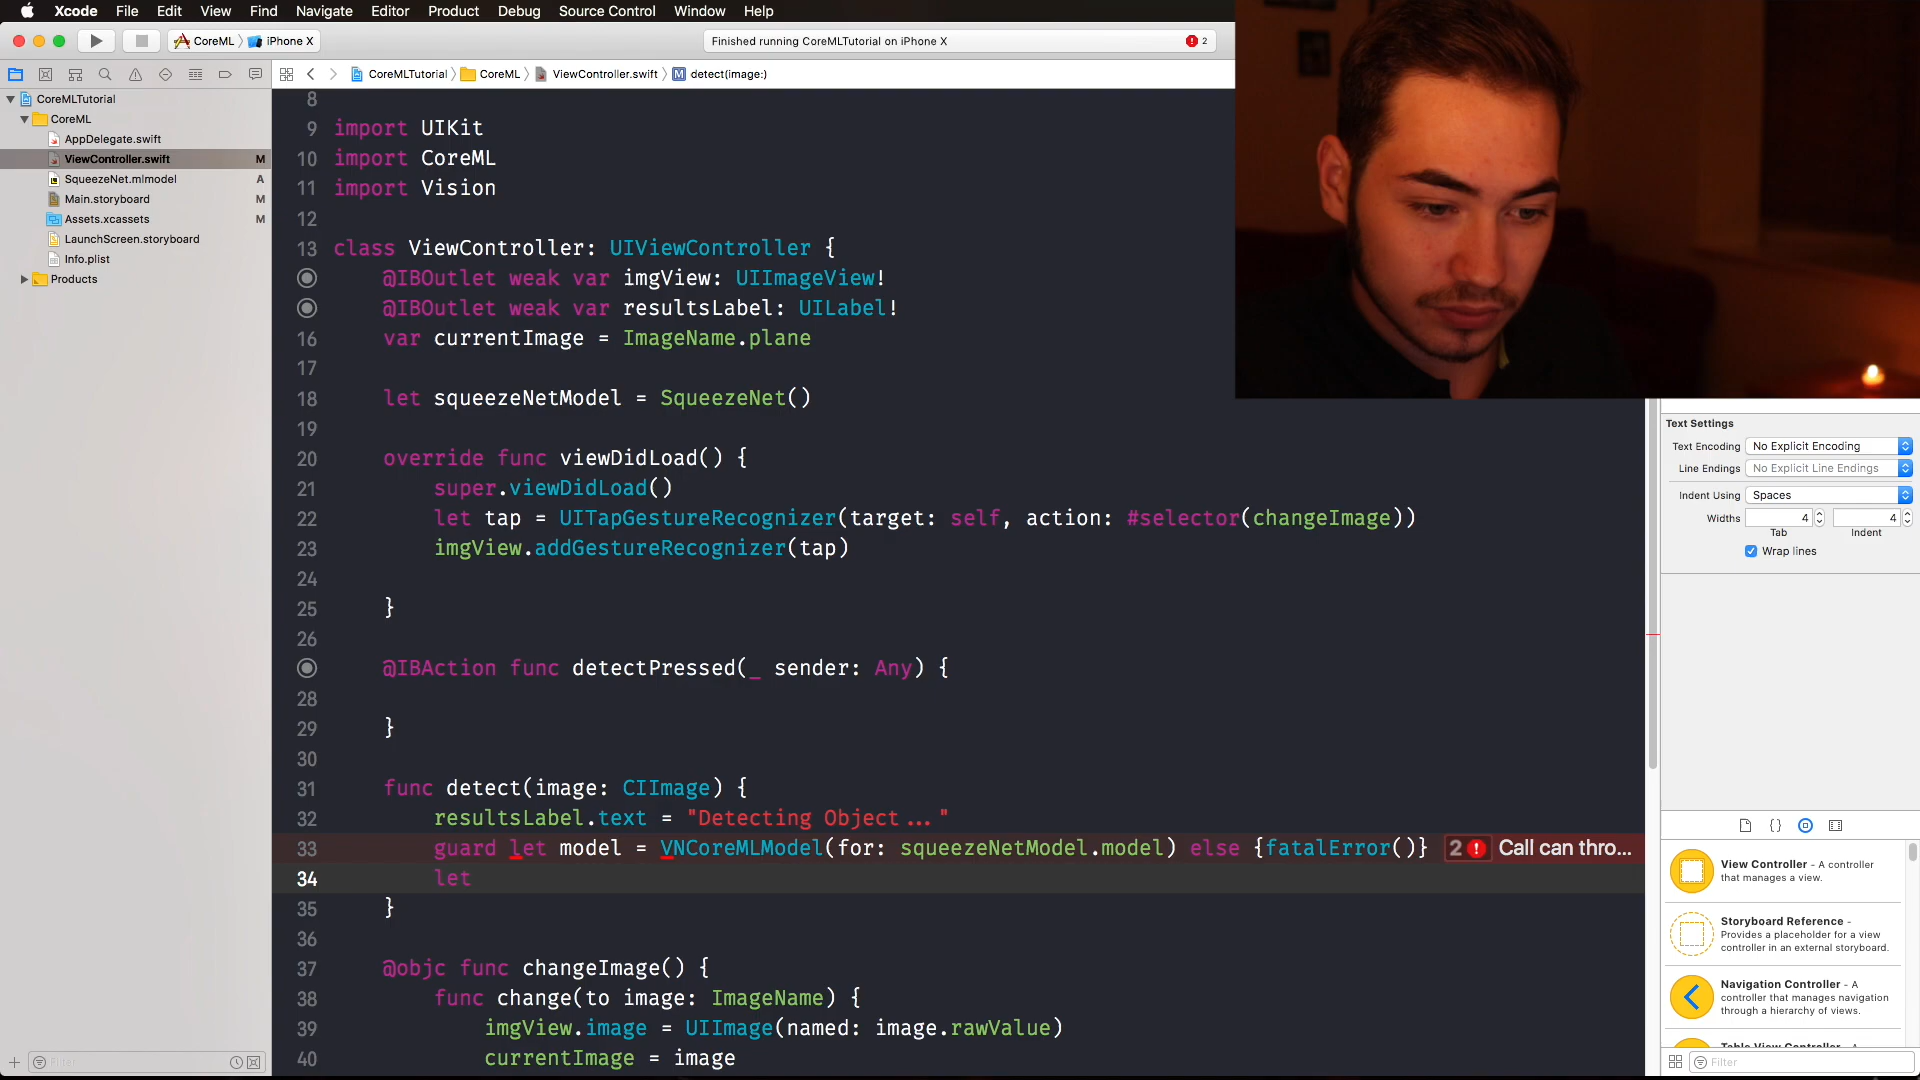 Xcode File Edit View Find Navigate Editor Product Debug Source Control Window Help
CoreML iPhone X
Finished running CoreMLTutorial on iPhone X 2
CoreMLTutorial CoreML ViewController.swift M detect(image:)
CoreMLTutorial
CoreML
AppDelegate.swift
ViewController.swift M
SqueezeNet.mlmodel A
Main.storyboard M
Assets.xcassets M
LaunchScreen.storyboard
Info.plist
Products
Filter
8
9 import UIKit
10 import CoreML
11 import Vision
12
13 class ViewController: UIViewController {
@IBOutlet weak var imgView: UIImageView!
@IBOutlet weak var resultsLabel: UILabel!
16 var currentImage = ImageName.plane
17
18 let squeezeNetModel = SqueezeNet()
19
20 override func viewDidLoad() {
21 super.viewDidLoad()
22 let tap = UITapGestureRecognizer(target: self, action: #selector(changeImage))
23 imgView.addGestureRecognizer(tap)
24
25 }
26
@IBAction func detectPressed(_ sender: Any) {
28
29 }
30
31 func detect(image: CIImage) {
32 resultsLabel.text = "Detecting Object..."
33 guard let model = VNCoreMLModel(for: squeezeNetModel.model) else {fatalError()} 2 Call can thro...
34 let
35 }
36
37 @objc func changeImage() {
38 func change(to image: ImageName) {
39 imgView.image = UIImage(named: image.rawValue)
40 currentImage = image
Text Settings
Text Encoding No Explicit Encoding
Line Endings No Explicit Line Endings
Indent Using Spaces
Widths 4 4
Tab Indent
Wrap lines
View Controller - A controller
that manages a view.
Storyboard Reference -
Provides a placeholder for a view
controller in an external storyboard.
Navigation Controller - A
controller that manages navigation
through a hierarchy of views.
Table View Controller - A
Filter